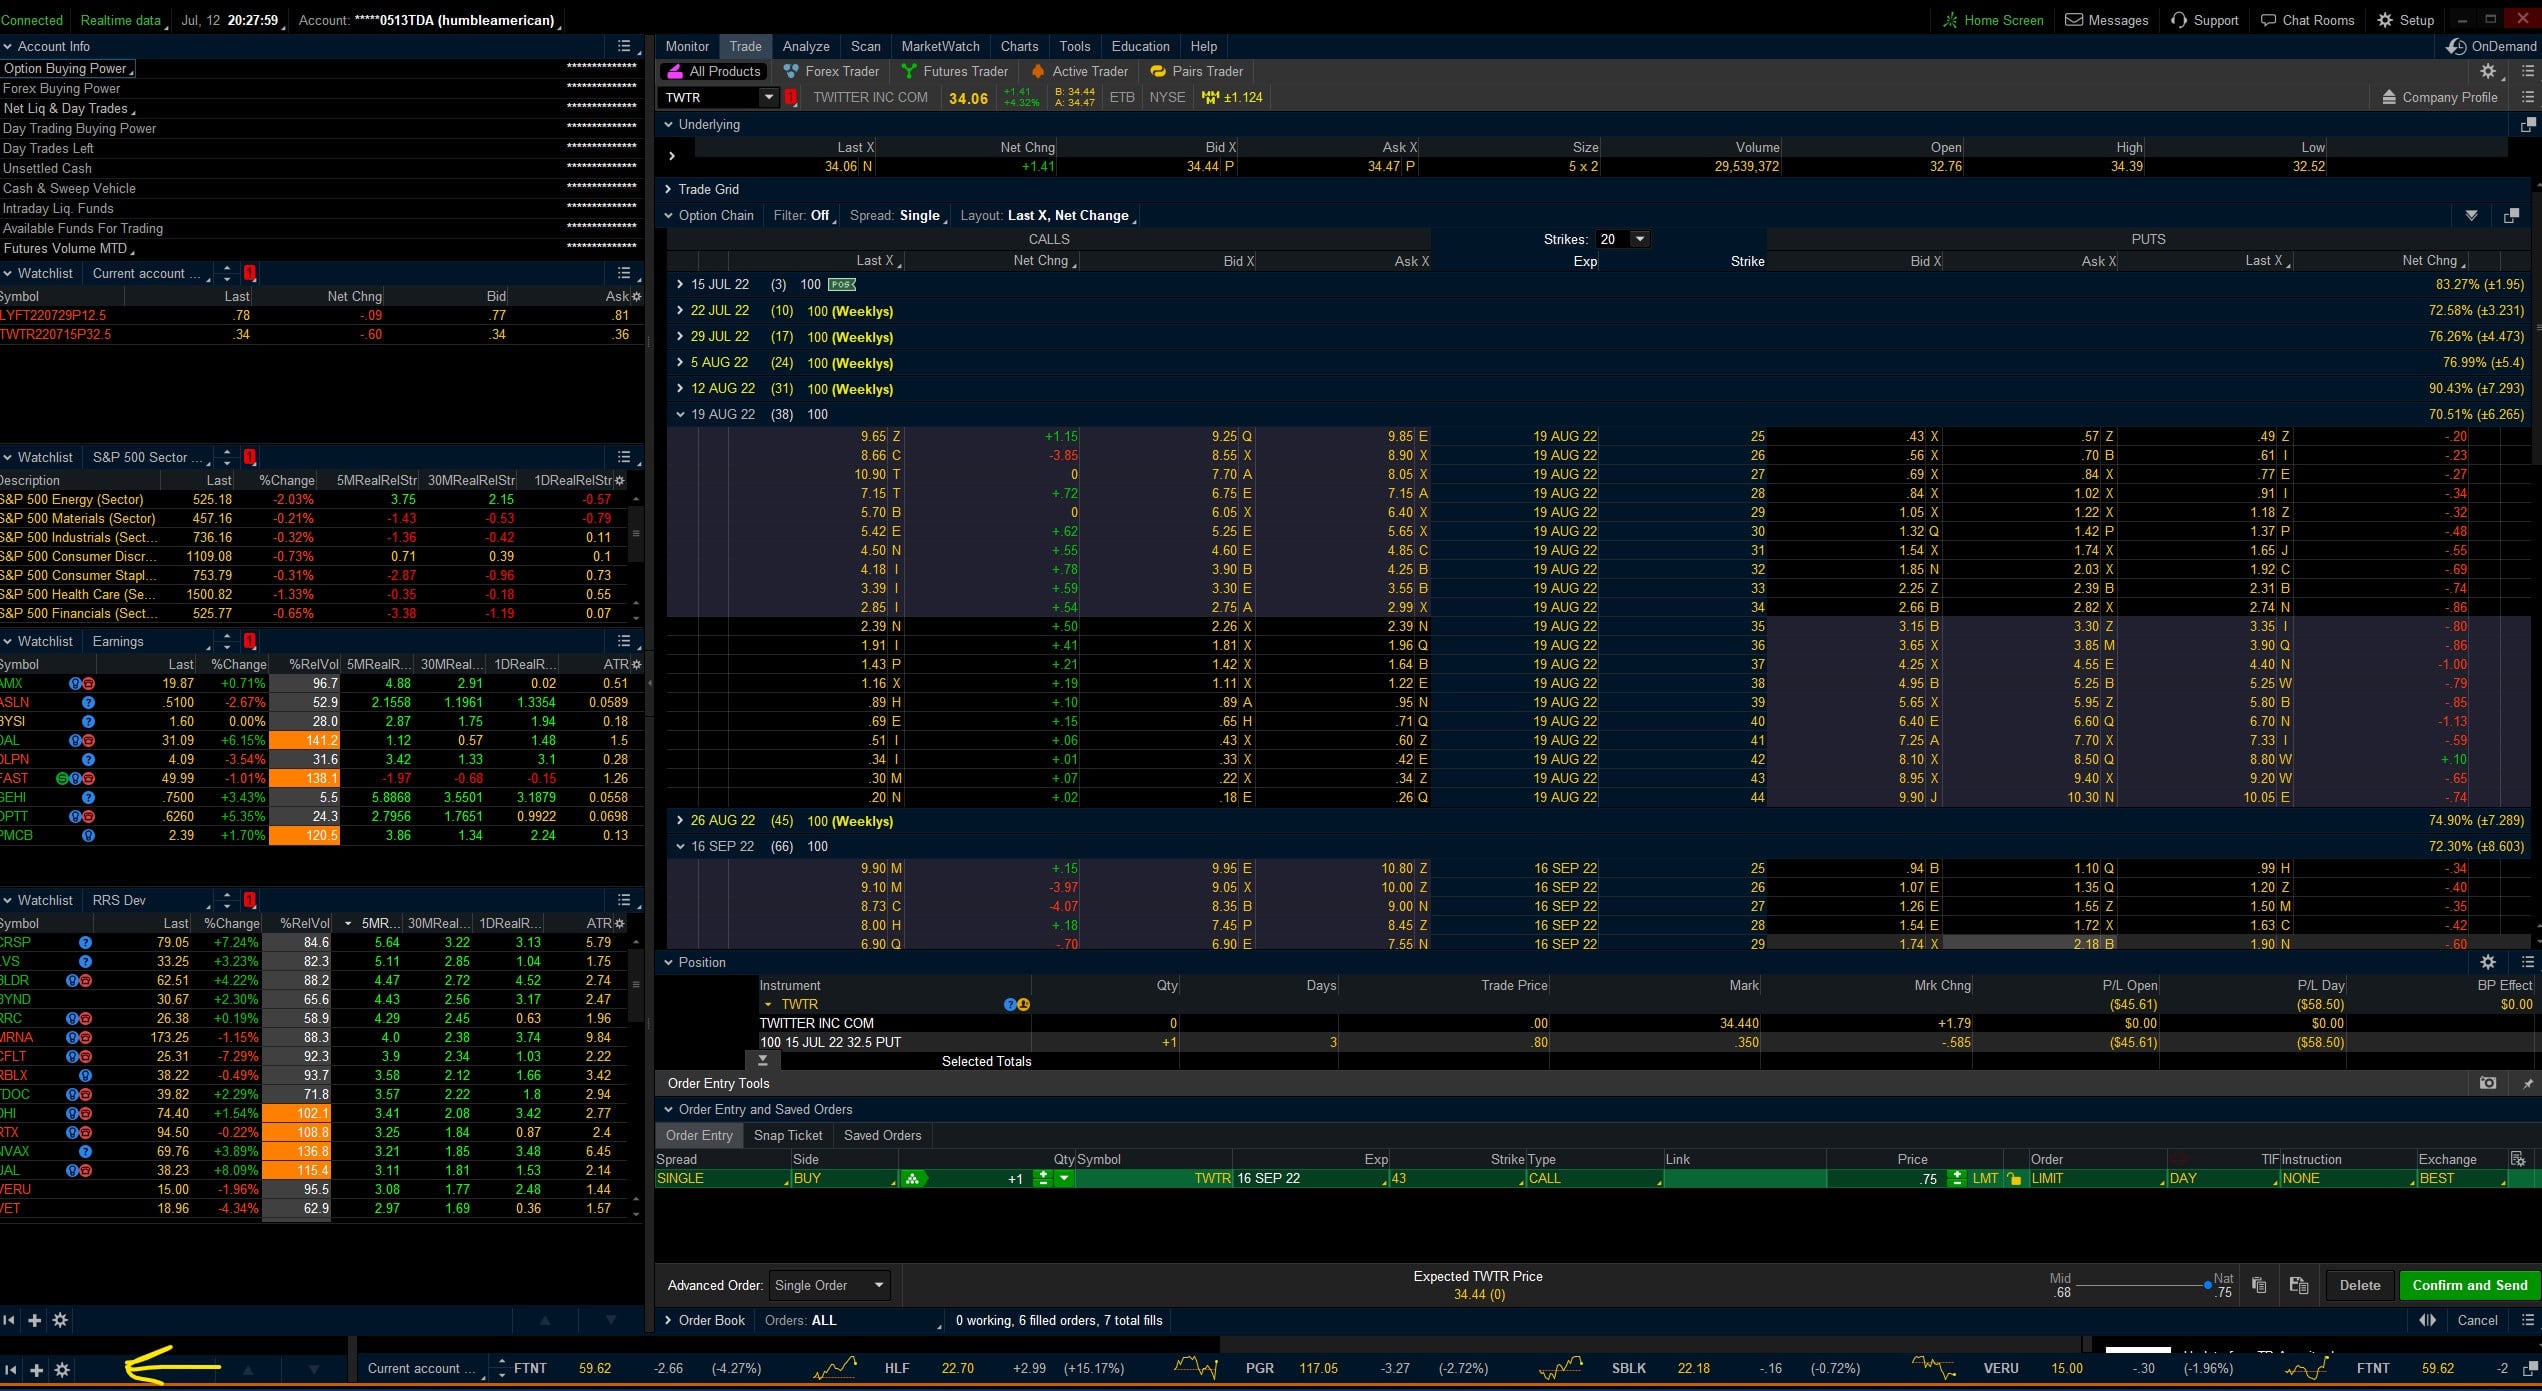 Connected Realtime data Jul, 12 20:27:59 Account: *****0513TDA (humbleamerican) Home Screen Messages Support Chat Rooms Setup
Account Info
Option Buying Power **************
Forex Buying Power **************
Net Liq & Day Trades **************
Day Trading Buying Power **************
Day Trades Left **************
Unsettled Cash **************
Cash & Sweep Vehicle **************
Intraday Liq. Funds **************
Available Funds For Trading **************
Futures Volume MTD **************
Watchlist Current account ... 1
Symbol Last Net Chng Bid Ask
LYFT220729P12.5 .78 -.09 .77 .81
TWTR220715P32.5 .34 -.60 .34 .36
Watchlist S&P 500 Sector ... 1
Description Last %Change 5MRealRelStr 30MRealRelStr 1DRealRelStr
S&P 500 Energy (Sector) 525.18 -2.03% 3.75 2.15 -0.57
S&P 500 Materials (Sector) 457.16 -0.21% -1.43 -0.53 -0.79
S&P 500 Industrials (Sect... 736.16 -0.32% -1.36 -0.42 0.11
S&P 500 Consumer Discr... 1109.08 -0.73% 0.71 0.39 0.1
S&P 500 Consumer Stapl... 753.79 -0.31% -2.87 -0.96 0.73
S&P 500 Health Care (Se... 1500.82 -1.33% -0.35 -0.18 0.55
S&P 500 Financials (Sect... 525.77 -0.65% -3.38 -1.19 0.07
Watchlist Earnings 1
Symbol Last %Change %RelVol 5MRealR... 30MReal... 1DRealR... ATR
AMX 19.87 +0.71% 96.7 4.88 2.91 0.02 0.51
ASLN .5100 -2.67% 52.9 2.1558 1.1961 1.3354 0.0589
BYSI 1.60 0.00% 28.0 2.87 1.75 1.94 0.18
DAL 31.09 +6.15% 141.2 1.12 0.57 1.48 1.5
DLPN 4.09 -3.54% 31.6 3.42 1.33 3.1 0.28
FAST 49.99 -1.01% 138.1 -1.97 -0.68 -0.15 1.26
GEHI .7500 +3.43% 5.5 5.8868 3.5501 3.1879 0.0558
OPTT .6260 +5.35% 24.3 2.7956 1.7651 0.9922 0.0698
PMCB 2.39 +1.70% 120.5 3.86 1.34 2.24 0.13
Watchlist RRS Dev 1
Symbol Last %Change %RelVol 5MR... 30MReal... 1DRealR... ATR
CRSP 79.05 +7.24% 84.6 5.64 3.22 3.13 5.79
LVS 33.25 +3.23% 82.3 5.11 2.85 1.04 1.75
BLDR 62.51 +4.22% 88.2 4.47 2.72 4.52 2.74
BYND 30.67 +2.30% 65.6 4.43 2.56 3.17 2.47
RRC 26.38 +0.19% 58.9 4.29 2.45 0.63 1.96
MRNA 173.25 -1.15% 88.3 4.0 2.38 3.74 9.84
CFLT 25.31 -7.29% 92.3 3.9 2.34 1.03 2.22
RBLX 38.22 -0.49% 93.7 3.58 2.12 1.66 3.42
TDOC 39.82 +2.29% 71.8 3.57 2.22 1.8 2.94
DHI 74.40 +1.54% 102.1 3.41 2.08 3.42 2.77
RTX 94.50 -0.22% 108.8 3.25 1.84 0.87 2.4
NVAX 69.76 +3.89% 136.8 3.21 1.85 3.48 6.45
UAL 38.23 +8.09% 115.4 3.11 1.81 1.53 2.14
VERU 15.00 -1.96% 95.5 3.08 1.77 2.48 1.44
VET 18.96 -4.34% 62.9 2.97 1.69 0.36 1.57
Monitor Trade Analyze Scan MarketWatch Charts Tools Education Help OnDemand
All Products Forex Trader Futures Trader Active Trader Pairs Trader
TWTR 1 TWITTER INC COM 34.06 +1.41 +4.32% B: 34.44 A: 34.47 ETB NYSE ±1.124 Company Profile
Underlying
Last X Net Chng Bid X Ask X Size Volume Open High Low
34.06 N +1.41 34.44 P 34.47 P 5 x 2 29,539,372 32.76 34.39 32.52
Trade Grid
Option Chain Filter: Off Spread: Single Layout: Last X, Net Change
CALLS Strikes: 20 PUTS
Last X Net Chng Bid X Ask X Exp Strike Bid X Ask X Last X Net Chng
15 JUL 22 (3) 100 POS 83.27% (±1.95)
22 JUL 22 (10) 100 (Weeklys) 72.58% (±3.231)
29 JUL 22 (17) 100 (Weeklys) 76.26% (±4.473)
5 AUG 22 (24) 100 (Weeklys) 76.99% (±5.4)
12 AUG 22 (31) 100 (Weeklys) 90.43% (±7.293)
19 AUG 22 (38) 100 70.51% (±6.265)
9.65 Z +1.15 9.25 Q 9.85 E 19 AUG 22 25 .43 X .57 Z .49 Z -.20
8.66 C -3.85 8.55 X 8.90 X 19 AUG 22 26 .56 X .70 B .61 I -.23
10.90 T 0 7.70 A 8.05 X 19 AUG 22 27 .69 X .84 X .77 E -.27
7.15 T +.72 6.75 E 7.15 A 19 AUG 22 28 .84 X 1.02 X .91 I -.34
5.70 B 0 6.05 X 6.40 X 19 AUG 22 29 1.05 X 1.22 X 1.18 Z -.32
5.42 E +.62 5.25 E 5.65 X 19 AUG 22 30 1.32 Q 1.42 P 1.37 P -.48
4.50 N +.55 4.60 E 4.85 C 19 AUG 22 31 1.54 X 1.74 X 1.65 J -.55
4.18 I +.78 3.90 B 4.25 B 19 AUG 22 32 1.85 N 2.03 X 1.92 C -.69
3.39 I +.59 3.30 E 3.55 B 19 AUG 22 33 2.25 Z 2.39 B 2.31 B -.74
2.85 I +.54 2.75 A 2.99 X 19 AUG 22 34 2.66 B 2.82 X 2.74 N -.86
2.39 N +.50 2.26 X 2.39 N 19 AUG 22 35 3.15 B 3.30 Z 3.35 I -.80
1.91 I +.41 1.81 X 1.96 Q 19 AUG 22 36 3.65 X 3.85 M 3.90 Q -.86
1.43 P +.21 1.42 X 1.64 B 19 AUG 22 37 4.25 X 4.55 E 4.40 N -1.00
1.16 X +.19 1.11 X 1.22 E 19 AUG 22 38 4.95 B 5.25 B 5.25 W -.79
.89 H +.10 .89 A .95 N 19 AUG 22 39 5.65 X 5.95 Z 5.80 B -.85
.69 E +.15 .65 H .71 Q 19 AUG 22 40 6.40 E 6.60 Q 6.70 N -1.13
.51 I +.06 .43 X .60 Z 19 AUG 22 41 7.25 A 7.70 X 7.33 I -.59
.34 I +.01 .33 X .42 E 19 AUG 22 42 8.10 X 8.50 Q 8.80 W +.10
.30 M +.07 .22 X .34 Z 19 AUG 22 43 8.95 X 9.40 X 9.20 W -.65
.20 N +.02 .18 E .26 Q 19 AUG 22 44 9.90 J 10.30 N 10.05 E -.74
26 AUG 22 (45) 100 (Weeklys) 74.90% (±7.289)
16 SEP 22 (66) 100 72.30% (±8.603)
9.90 M +.15 9.95 E 10.80 Z 16 SEP 22 25 .94 B 1.10 Q .99 H -.34
9.10 M -3.97 9.05 X 10.00 Z 16 SEP 22 26 1.07 E 1.35 Q 1.20 Z -.40
8.73 C -4.07 8.35 B 9.00 N 16 SEP 22 27 1.26 E 1.55 Z 1.50 M -.35
8.00 H +.18 7.45 P 8.45 Z 16 SEP 22 28 1.54 E 1.72 X 1.63 C -.42
6.90 Q -.70 6.90 E 7.55 N 16 SEP 22 29 1.74 X 2.18 B 1.90 N -.60
Position
Instrument Qty Days Trade Price Mark Mrk Chng P/L Open P/L Day BP Effect
TWTR ($45.61) ($58.50) $0.00
TWITTER INC COM 0 .00 34.440 +1.79 $0.00 $0.00
100 15 JUL 22 32.5 PUT +1 3 .80 .350 -.585 ($45.61) ($58.50)
Selected Totals
Order Entry Tools
Order Entry and Saved Orders
Order Entry Snap Ticket Saved Orders
Spread Side Qty Symbol Exp Strike Type Link Price Order TIF Instruction Exchange
SINGLE BUY +1 TWTR 16 SEP 22 43 CALL .75 LMT LIMIT DAY NONE BEST
Advanced Order: Single Order Expected TWTR Price 34.44 (0) Mid .68 Nat .75 Delete Confirm and Send
Order Book Orders: ALL 0 working, 6 filled orders, 7 total fills Cancel
Current account ... FTNT 59.62 -2.66 (-4.27%) HLF 22.70 +2.99 (+15.17%) PGR 117.05 -3.27 (-2.72%) SBLK 22.18 -.16 (-0.72%) VERU 15.00 -.30 (-1.96%) FTNT 59.62 -2